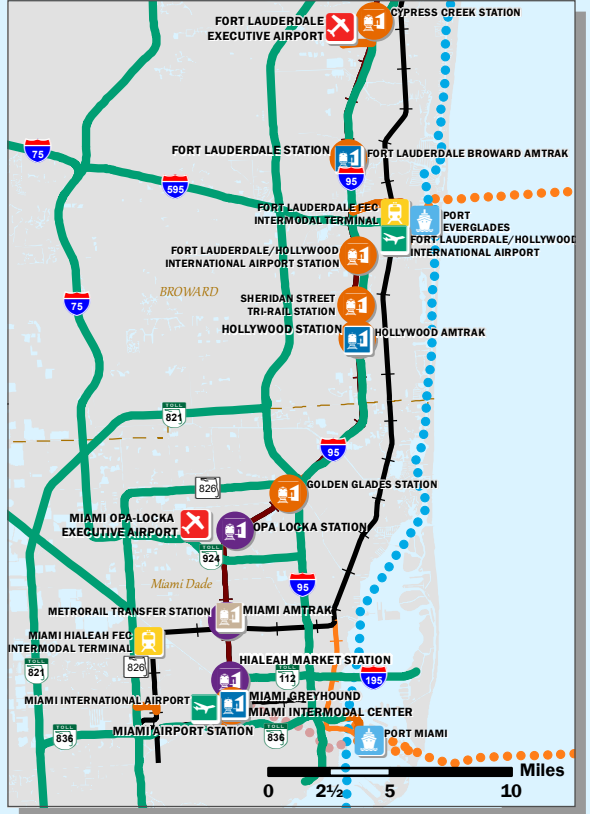 CYPRESS CREEK STATION
FORT LAUDERDALE
EXECUTIVE AIRPORT
75
FORT LAUDERDALE STATION
FORT LAUDERDALE BROWARD AMTRAK
95
595
FORT LAUDERDALE FEC
INTERMODAL TERMINAL
PORT
EVERGLADES
FORT LAUDERDALE/HOLLYWOOD
INTERNATIONAL AIRPORT
FORT LAUDERDALE/HOLLYWOOD
INTERNATIONAL AIRPORT STATION
BROWARD
75
SHERIDAN STREET
TRI-RAIL STATION
HOLLYWOOD STATION
HOLLYWOOD AMTRAK
TOLL
821
95
826
GOLDEN GLADES STATION
MIAMI OPA-LOCKA
EXECUTIVE AIRPORT
OPA LOCKA STATION
TOLL
924
Miami Dade
95
METRORAIL TRANSFER STATION
MIAMI AMTRAK
MIAMI HIALEAH FEC
INTERMODAL TERMINAL
TOLL
821
826
HIALEAH MARKET STATION
TOLL
112
195
MIAMI INTERNATIONAL AIRPORT
MIAMI GREYHOUND
MIAMI INTERMODAL CENTER
TOLL
836
MIAMI AIRPORT STATION
TOLL
836
PORT MIAMI
Miles
0
2½
5
10